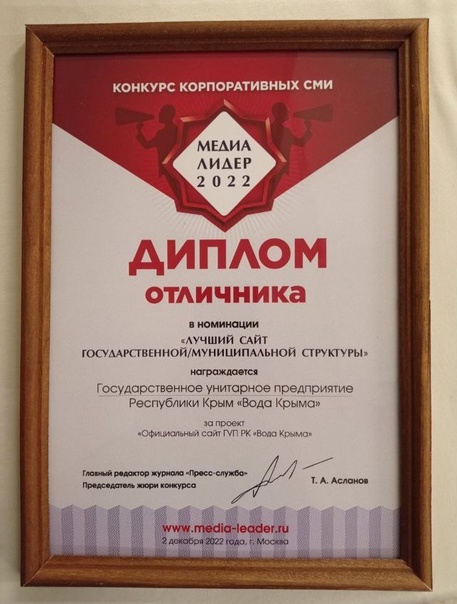 КОНКУРС КОРПОРАТИВНЫХ СМИ
МЕДИА
ЛИДЕР
2022
ДИПЛОМ
ОТЛИЧНИКА
в номинации
«ЛУЧШИЙ САЙТ
ГОСУДАРСТВЕННОЙ/МУНИЦИПАЛЬНОЙ СТРУКТУРЫ»
награждается
Государственное унитарное предприятие
Республики Крым «Вода Крыма»
за проект
«Официальный сайт ГУП РК «Вода Крыма»
Главный редактор журнала «Пресс-служба»
Председатель жюри конкурса
Т. А. Асланов
www.media-leader.ru
2 декабря 2022 года, г. Москва